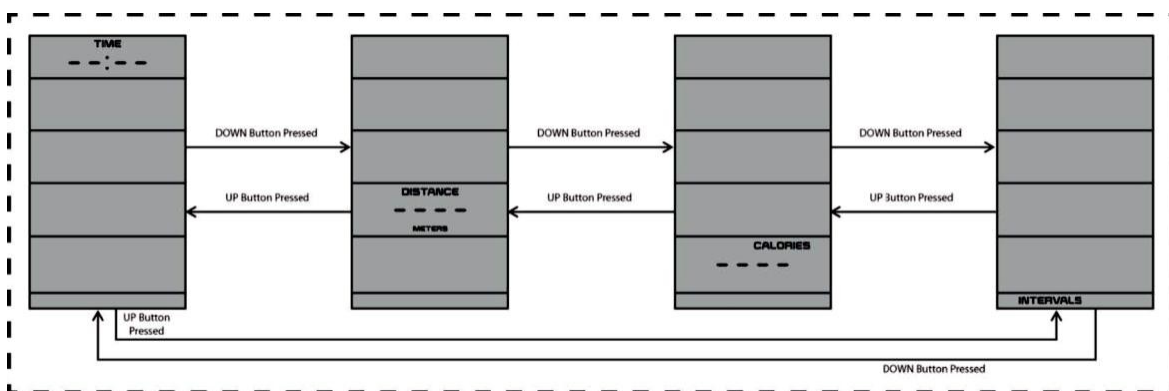 TIME
--:--
DOWN Button Pressed
DOWN Button Pressed
DOWN Button Pressed
UP Button Pressed
DISTANCE
----
METERS
UP Button Pressed
UP 3utton Pressed
CALORIES
----
INTERVALS
UP Button
Pressed
DOWN Button Pressed